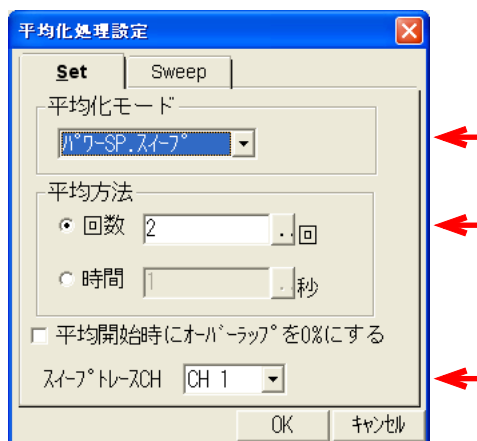 平均化処理設定
Set Sweep
平均化モード
ﾊﾟﾜｰSP.ｽｲｰﾌﾟ
平均方法
回数 2 ..回
時間 1 ..秒
平均開始時にｵｰﾊﾞｰﾗｯﾌﾟを0%にする
ｽｲｰﾌﾟﾄﾚｰｽCH CH 1
OK ｷｬﾝｾﾙ